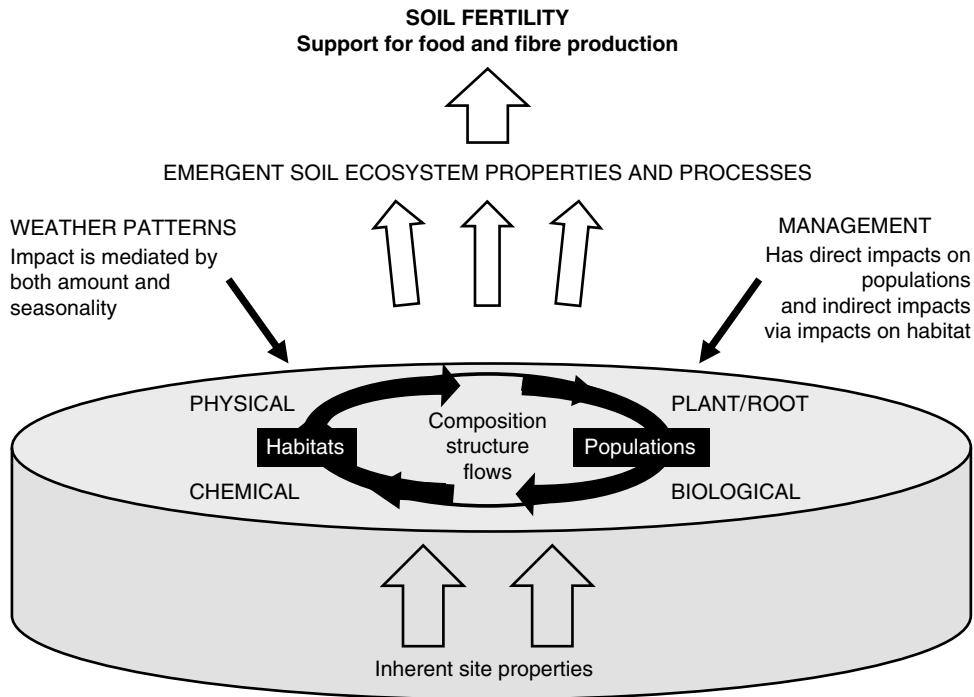 SOIL FERTILITY
Support for food and fibre production
EMERGENT SOIL ECOSYSTEM PROPERTIES AND PROCESSES
WEATHER PATTERNS
Impact is mediated by
both amount and
seasonality
MANAGEMENT
Has direct impacts on
populations
and indirect impacts
via impacts on habitat
PHYSICAL
PLANT/ROOT
Habitats
Composition
structure
flows
Populations
CHEMICAL
BIOLOGICAL
Inherent site properties